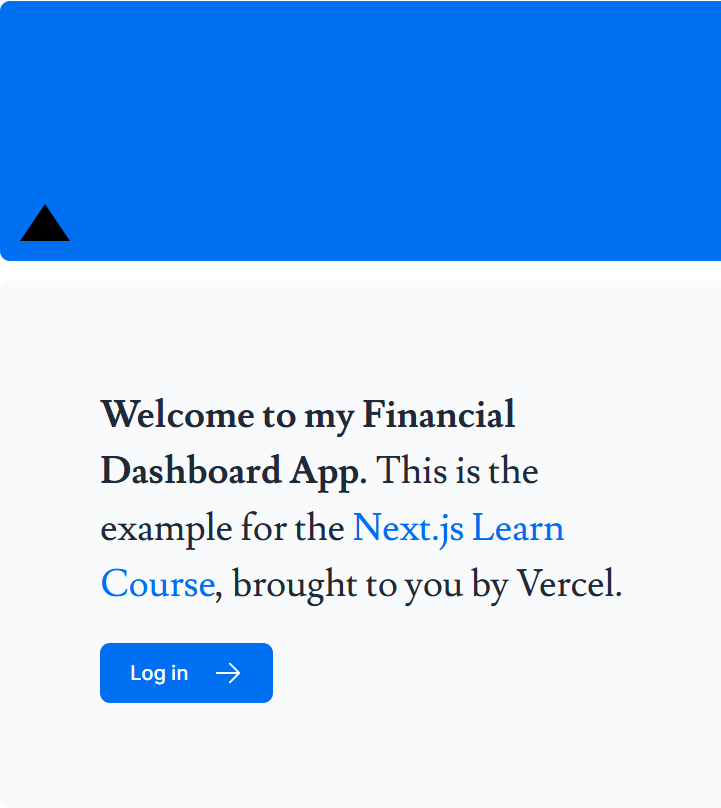 Welcome to my Financial
Dashboard App. This is the
example for the Next.js Learn
Course, brought to you by Vercel.
Log in